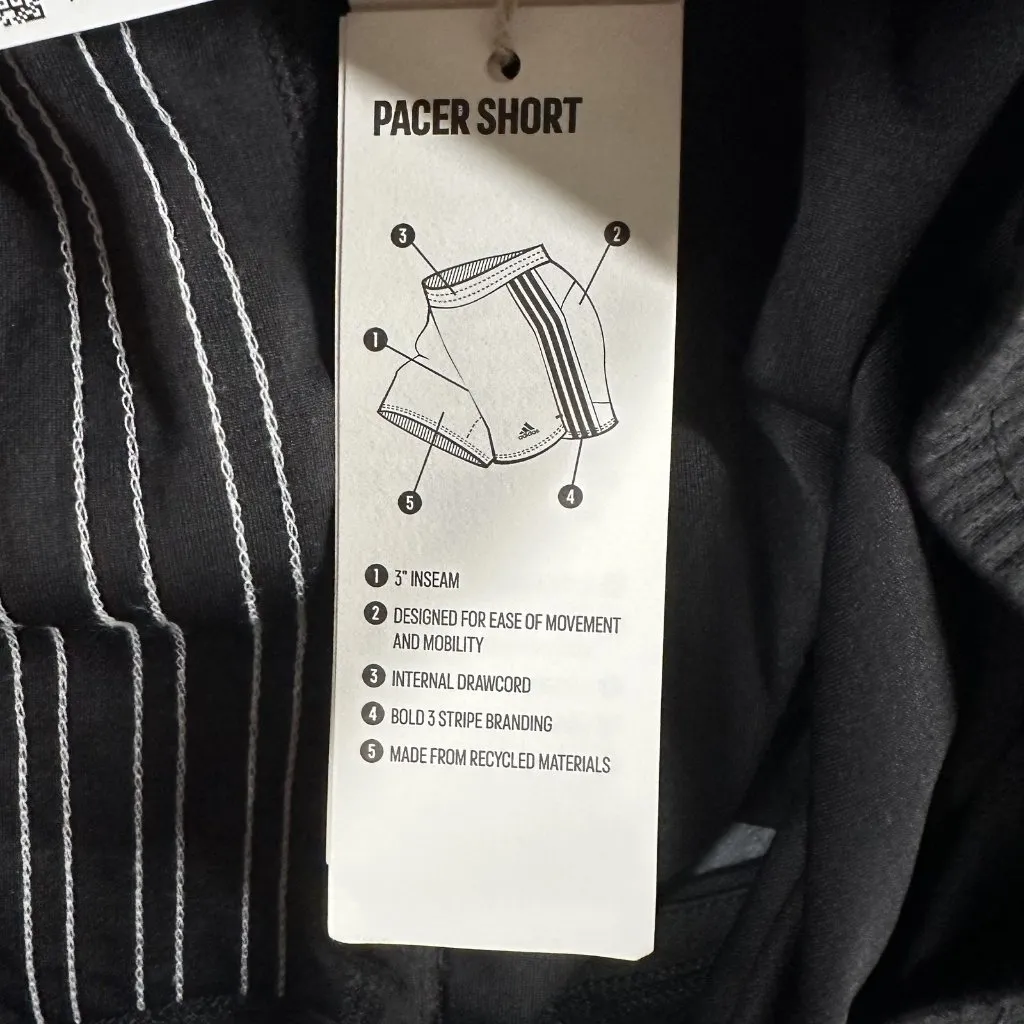 PACER SHORT
3
2
1
adidas
5
4
1 3" INSEAM
2 DESIGNED FOR EASE OF MOVEMENT
AND MOBILITY
3 INTERNAL DRAWCORD
4 BOLD 3 STRIPE BRANDING
5 MADE FROM RECYCLED MATERIALS